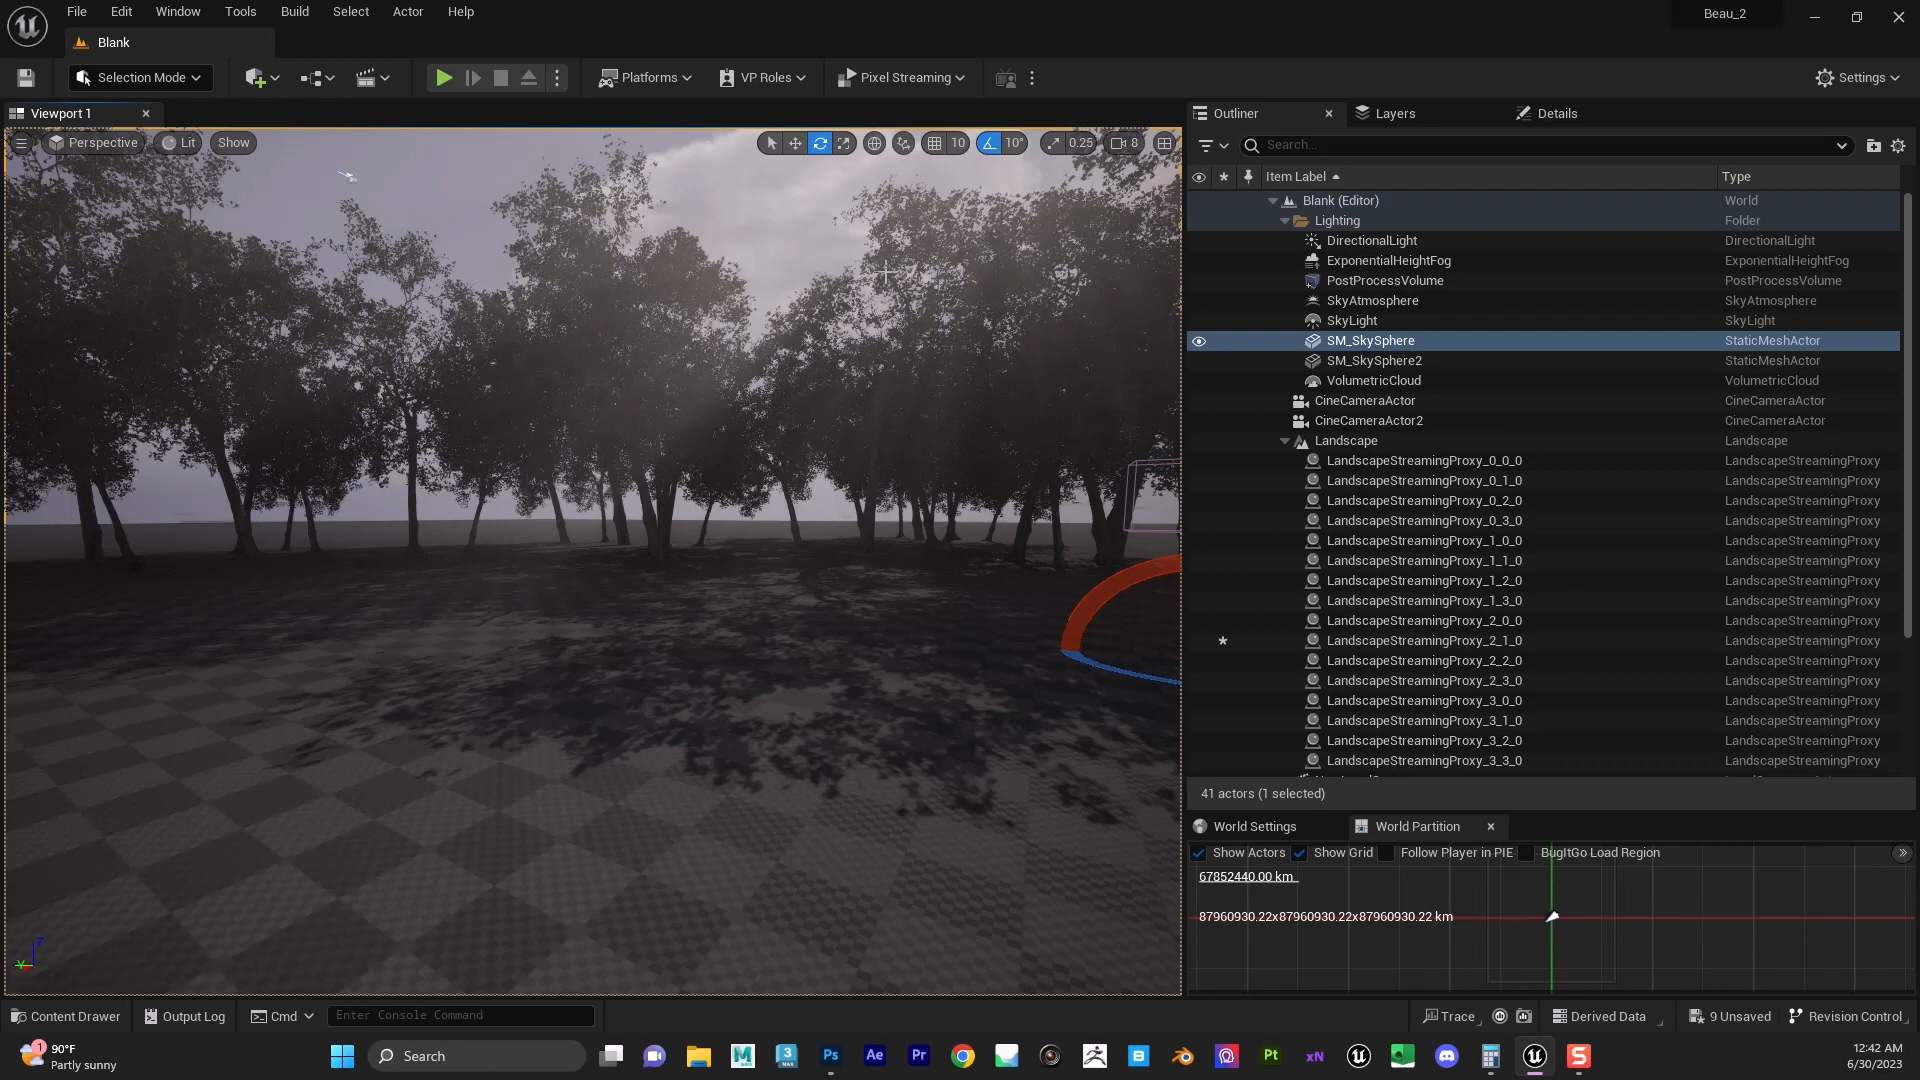 File Edit Window Tools Build Select Actor Help
Beau_2
Blank
Selection Mode
Platforms
VP Roles
Pixel Streaming
Settings
Viewport 1
Outliner
Layers
Details
Perspective
Lit
Show
10
10°
0.25
8
Search...
Item Label
Type
Blank (Editor) World
Lighting Folder
DirectionalLight DirectionalLight
ExponentialHeightFog ExponentialHeightFog
PostProcessVolume PostProcessVolume
SkyAtmosphere SkyAtmosphere
SkyLight SkyLight
SM_SkySphere StaticMeshActor
SM_SkySphere2 StaticMeshActor
VolumetricCloud VolumetricCloud
CineCameraActor CineCameraActor
CineCameraActor2 CineCameraActor
Landscape Landscape
LandscapeStreamingProxy_0_0_0 LandscapeStreamingProxy
LandscapeStreamingProxy_0_1_0 LandscapeStreamingProxy
LandscapeStreamingProxy_0_2_0 LandscapeStreamingProxy
LandscapeStreamingProxy_0_3_0 LandscapeStreamingProxy
LandscapeStreamingProxy_1_0_0 LandscapeStreamingProxy
LandscapeStreamingProxy_1_1_0 LandscapeStreamingProxy
LandscapeStreamingProxy_1_2_0 LandscapeStreamingProxy
LandscapeStreamingProxy_1_3_0 LandscapeStreamingProxy
LandscapeStreamingProxy_2_0_0 LandscapeStreamingProxy
LandscapeStreamingProxy_2_1_0 LandscapeStreamingProxy
LandscapeStreamingProxy_2_2_0 LandscapeStreamingProxy
LandscapeStreamingProxy_2_3_0 LandscapeStreamingProxy
LandscapeStreamingProxy_3_0_0 LandscapeStreamingProxy
LandscapeStreamingProxy_3_1_0 LandscapeStreamingProxy
LandscapeStreamingProxy_3_2_0 LandscapeStreamingProxy
LandscapeStreamingProxy_3_3_0 LandscapeStreamingProxy
41 actors (1 selected)
World Settings
World Partition
Show Actors
Show Grid
Follow Player in PIE
BugItGo Load Region
67852440.00 km
87960930.22x87960930.22x87960930.22 km
Z
Y
Content Drawer
Output Log
Cmd
Enter Console Command
Trace
Derived Data
9 Unsaved
Revision Control
1
90°F
Partly sunny
Search
3
Ps
Ae
Pr
Pt
xN
12:42 AM
6/30/2023